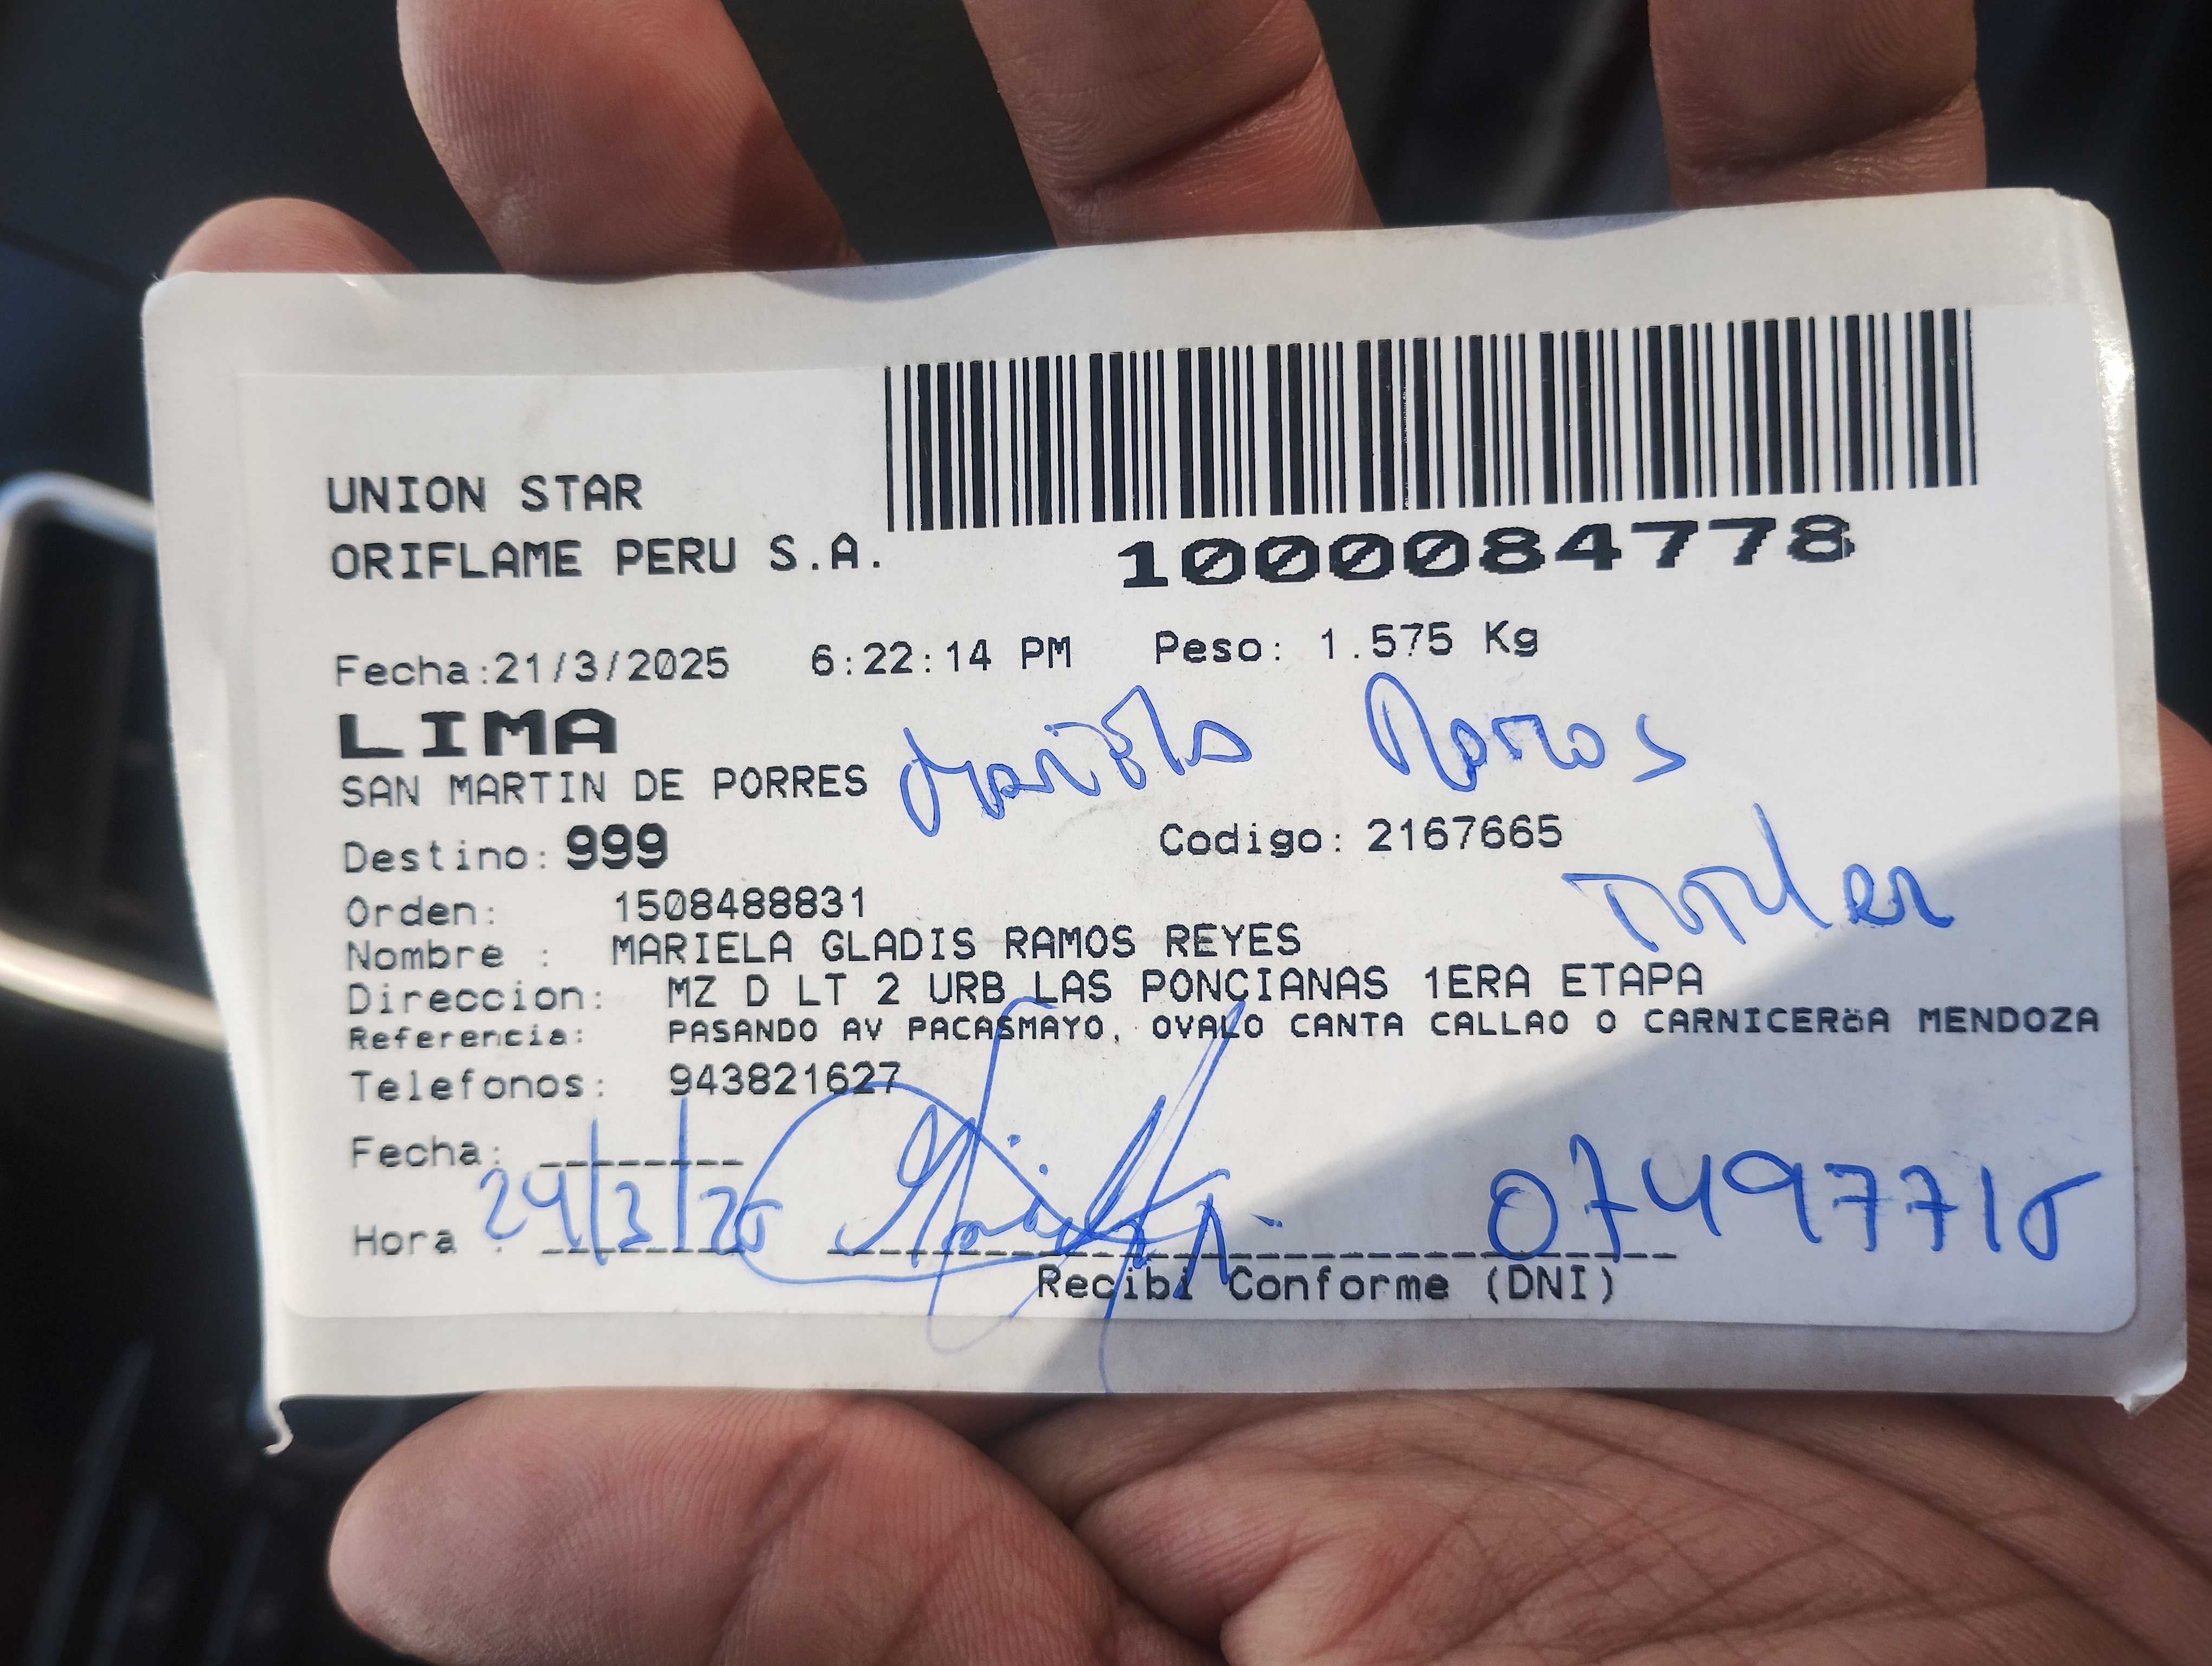 UNION STAR
ORIFLAME PERU S.A.
1000084778
Fecha:21/3/2025 6:22:14 PM Peso: 1.575 Kg
LIMA
SAN MARTIN DE PORRES
Mariela Ramos
Destino: 999 Codigo: 2167665
Orden: 1508488831
Nombre : MARIELA GLADIS RAMOS REYES
Direccion: MZ D LT 2 URB LAS PONCIANAS 1ERA ETAPA
Referencia: PASANDO AV PACASMAYO, OVALO CANTA CALLAO O CARNICERöA MENDOZA
Telefonos: 943821627
Fecha:
24/3/25 07497715
Hora :
Recibi Conforme (DNI)